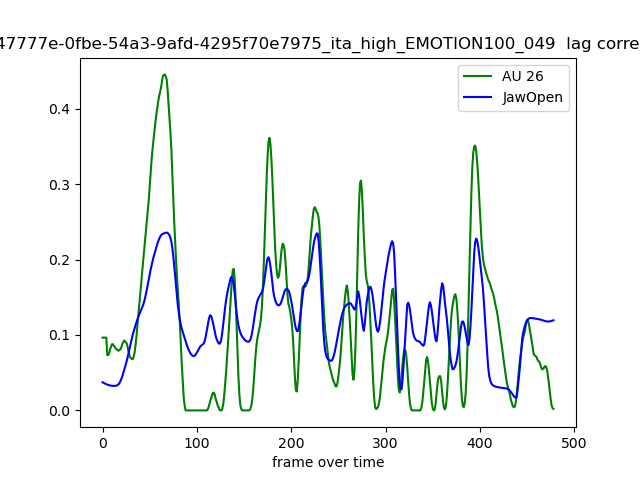 47777e-0fbe-54a3-9afd-4295f70e7975_ita_high_EMOTION100_049 lag corre
AU 26
JawOpen
0.4
0.3
0.2
0.1
0.0
0 100 200 300 400 500
frame over time